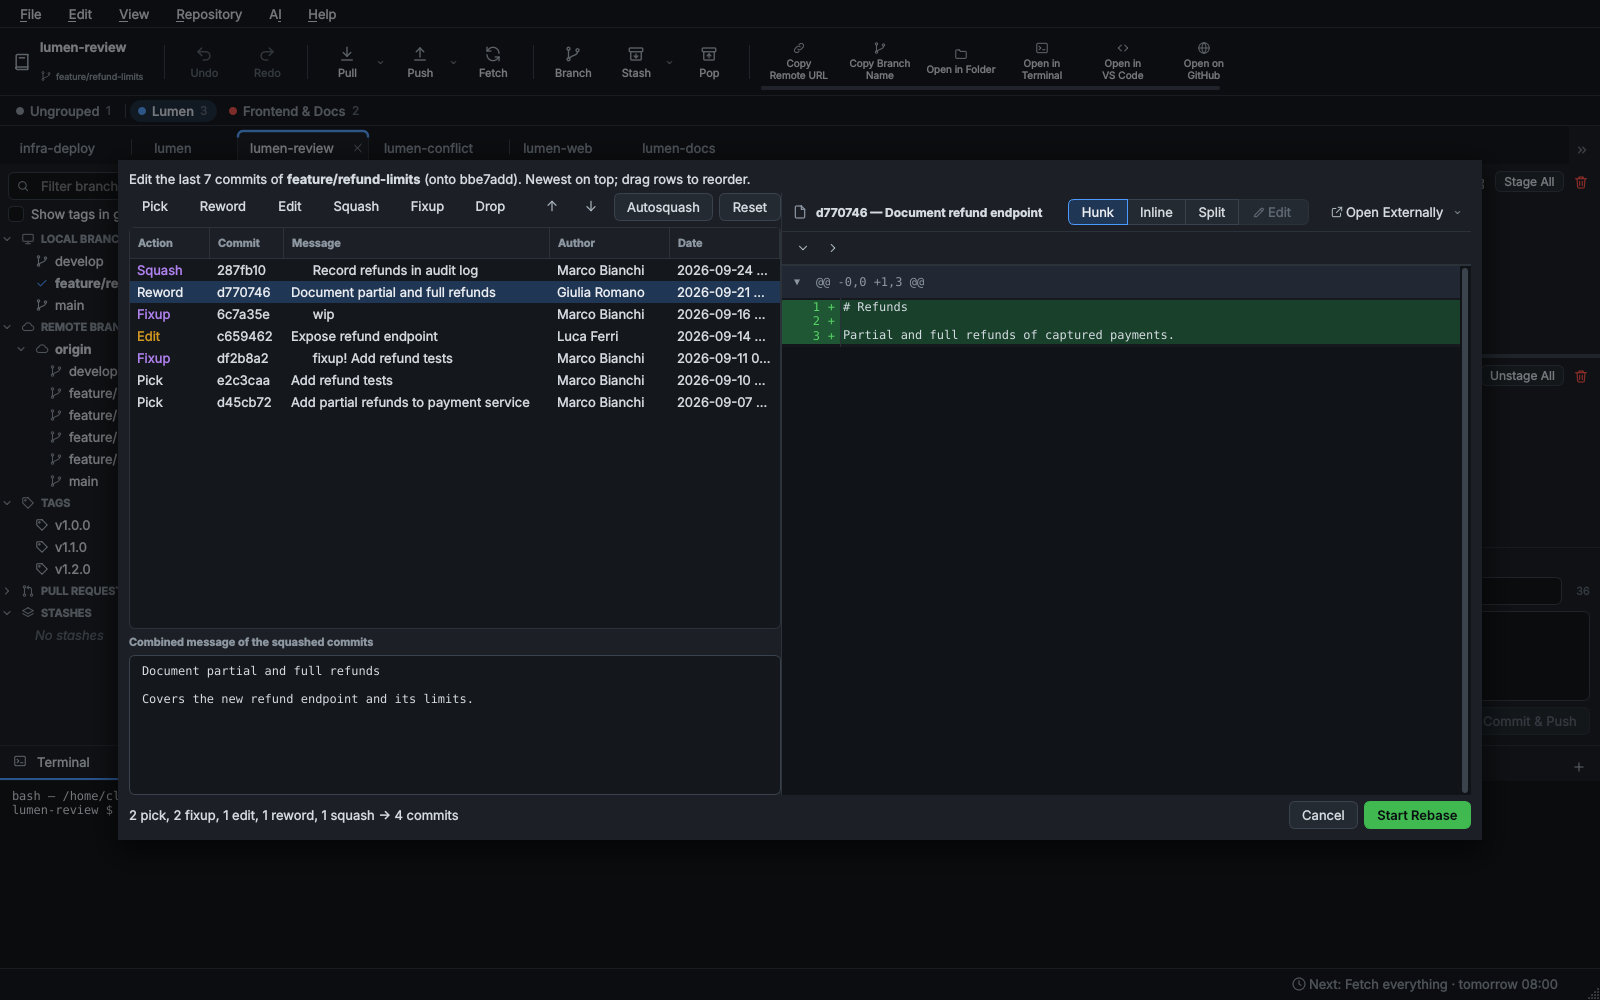 File Edit View Repository AI Help
lumen-review
feature/refund-limits
Undo Redo Pull Push Fetch Branch Stash Pop
Copy Remote URL
Copy Branch Name
Open in Folder
Open in Terminal
Open in VS Code
Open on GitHub
Ungrouped 1 Lumen 3 Frontend & Docs 2
infra-deploy lumen lumen-review lumen-conflict lumen-web lumen-docs
Filter branch
Show tags in g
LOCAL BRANC
develop
feature/re
main
REMOTE BRAN
origin
develop
feature/
feature/
feature/
feature/
main
TAGS
v1.0.0
v1.1.0
v1.2.0
PULL REQUEST
STASHES
No stashes
Edit the last 7 commits of feature/refund-limits (onto bbe7add). Newest on top; drag rows to reorder.
Pick Reword Edit Squash Fixup Drop ↑ ↓ Autosquash Reset
Action Commit Message Author Date
Squash 287fb10 Record refunds in audit log Marco Bianchi 2026-09-24 ...
Reword d770746 Document partial and full refunds Giulia Romano 2026-09-21 ...
Fixup 6c7a35e wip Marco Bianchi 2026-09-16 ...
Edit c659462 Expose refund endpoint Luca Ferri 2026-09-14 ...
Fixup df2b8a2 fixup! Add refund tests Marco Bianchi 2026-09-11 0...
Pick e2c3caa Add refund tests Marco Bianchi 2026-09-10 ...
Pick d45cb72 Add partial refunds to payment service Marco Bianchi 2026-09-07 ...
Combined message of the squashed commits
Document partial and full refunds
Covers the new refund endpoint and its limits.
2 pick, 2 fixup, 1 edit, 1 reword, 1 squash → 4 commits
d770746 — Document refund endpoint
Hunk Inline Split Edit Open Externally
@@ -0,0 +1,3 @@
1 + # Refunds
2 +
3 + Partial and full refunds of captured payments.
Cancel Start Rebase
Stage All
Unstage All
36
Commit & Push
Terminal
bash — /home/cl
lumen-review $
Next: Fetch everything · tomorrow 08:00